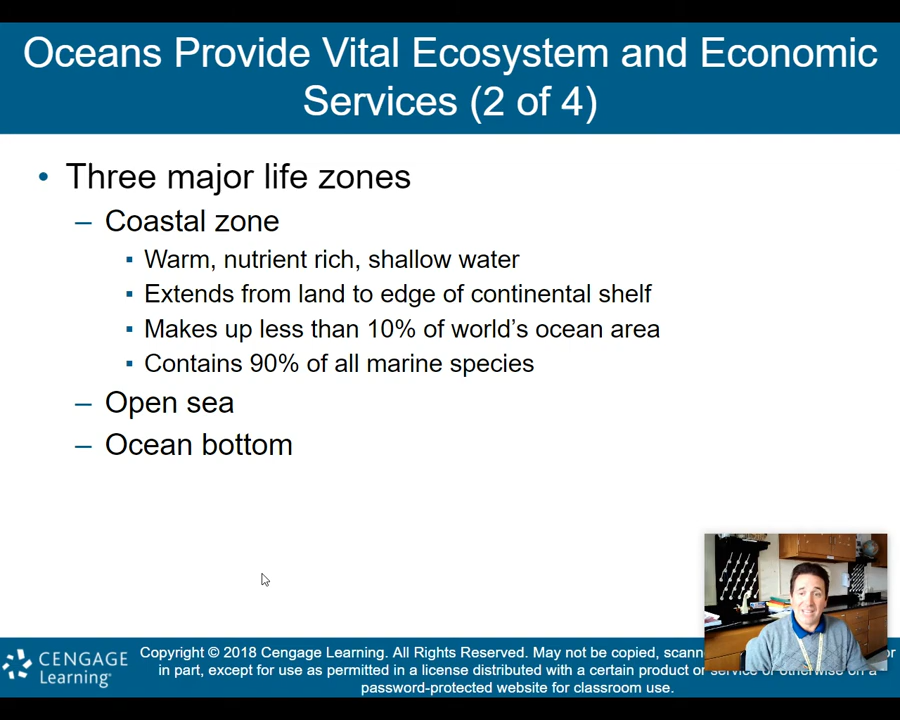 Oceans Provide Vital Ecosystem and Economic
Services (2 of 4)
• Three major life zones
– Coastal zone
▪ Warm, nutrient rich, shallow water
▪ Extends from land to edge of continental shelf
▪ Makes up less than 10% of world's ocean area
▪ Contains 90% of all marine species
– Open sea
– Ocean bottom
CENGAGE
Learning
Copyright © 2018 Cengage Learning. All Rights Reserved. May not be copied, or
in part, except for use as permitted in a license distributed with a certain product or service or otherwise on a
password-protected website for classroom use.